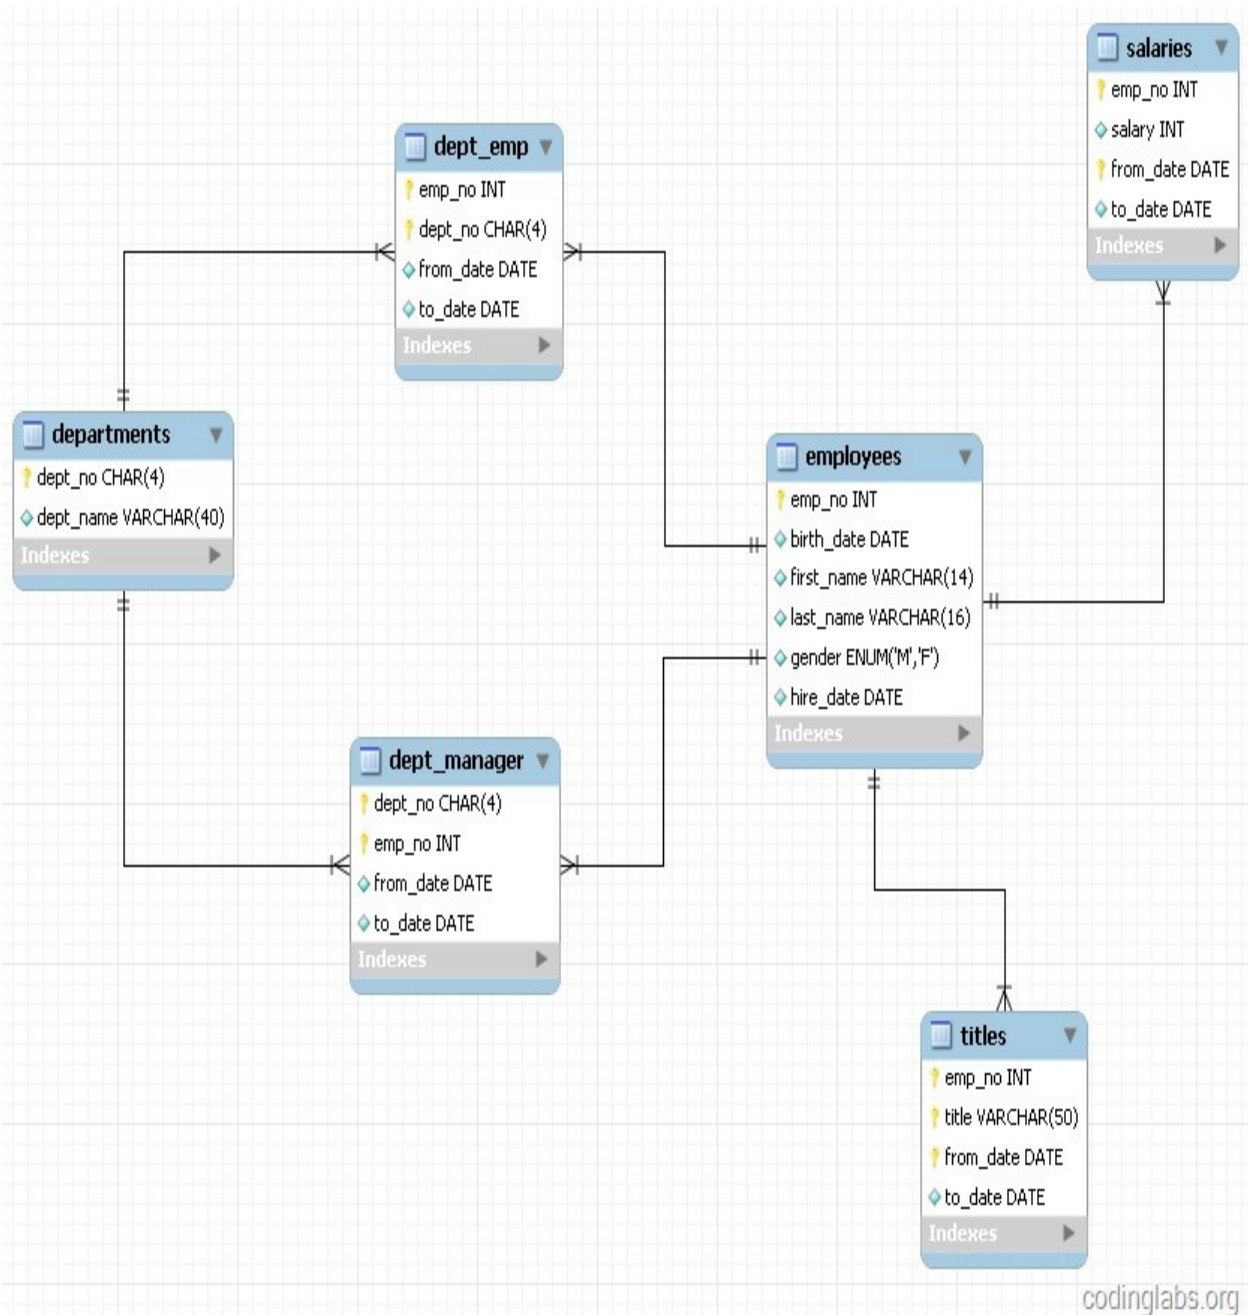 salaries
emp_no INT
salary INT
from_date DATE
to_date DATE
Indexes
dept_emp
emp_no INT
dept_no CHAR(4)
from_date DATE
to_date DATE
Indexes
departments
dept_no CHAR(4)
dept_name VARCHAR(40)
Indexes
employees
emp_no INT
birth_date DATE
first_name VARCHAR(14)
last_name VARCHAR(16)
gender ENUM('M','F')
hire_date DATE
Indexes
dept_manager
dept_no CHAR(4)
emp_no INT
from_date DATE
to_date DATE
Indexes
titles
emp_no INT
title VARCHAR(50)
from_date DATE
to_date DATE
Indexes
codinglabs.org